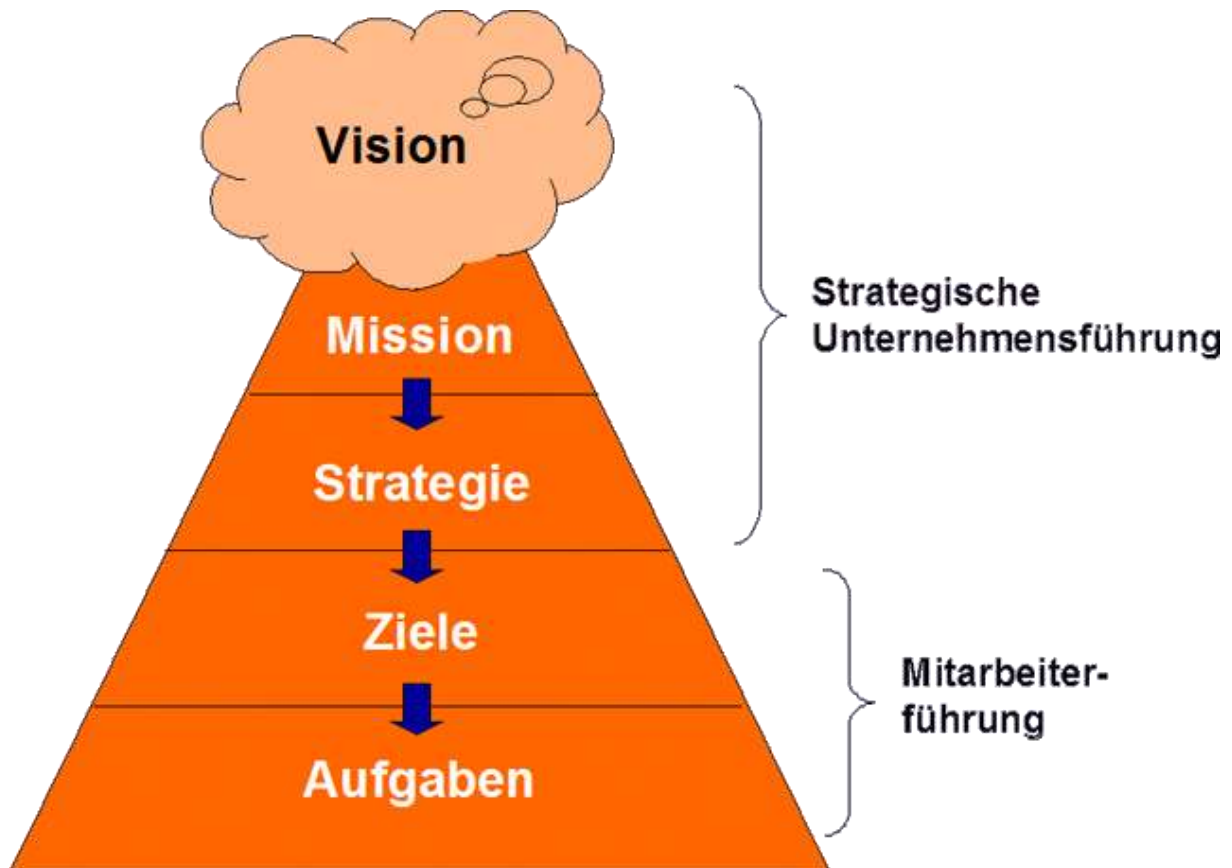 Vision
Mission
Strategie
Ziele
Aufgaben
Strategische
Unternehmensführung
Mitarbeiter-
führung